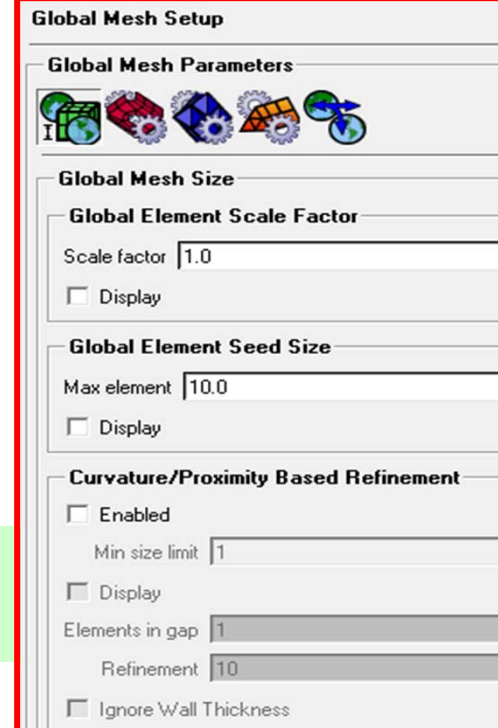 Global Mesh Setup
Global Mesh Parameters
Global Mesh Size
Global Element Scale Factor
Scale factor 1.0
Display
Global Element Seed Size
Max element 10.0
Display
Curvature/Proximity Based Refinement
Enabled
Min size limit 1
Display
Elements in gap 1
Refinement 10
Ignore Wall Thickness